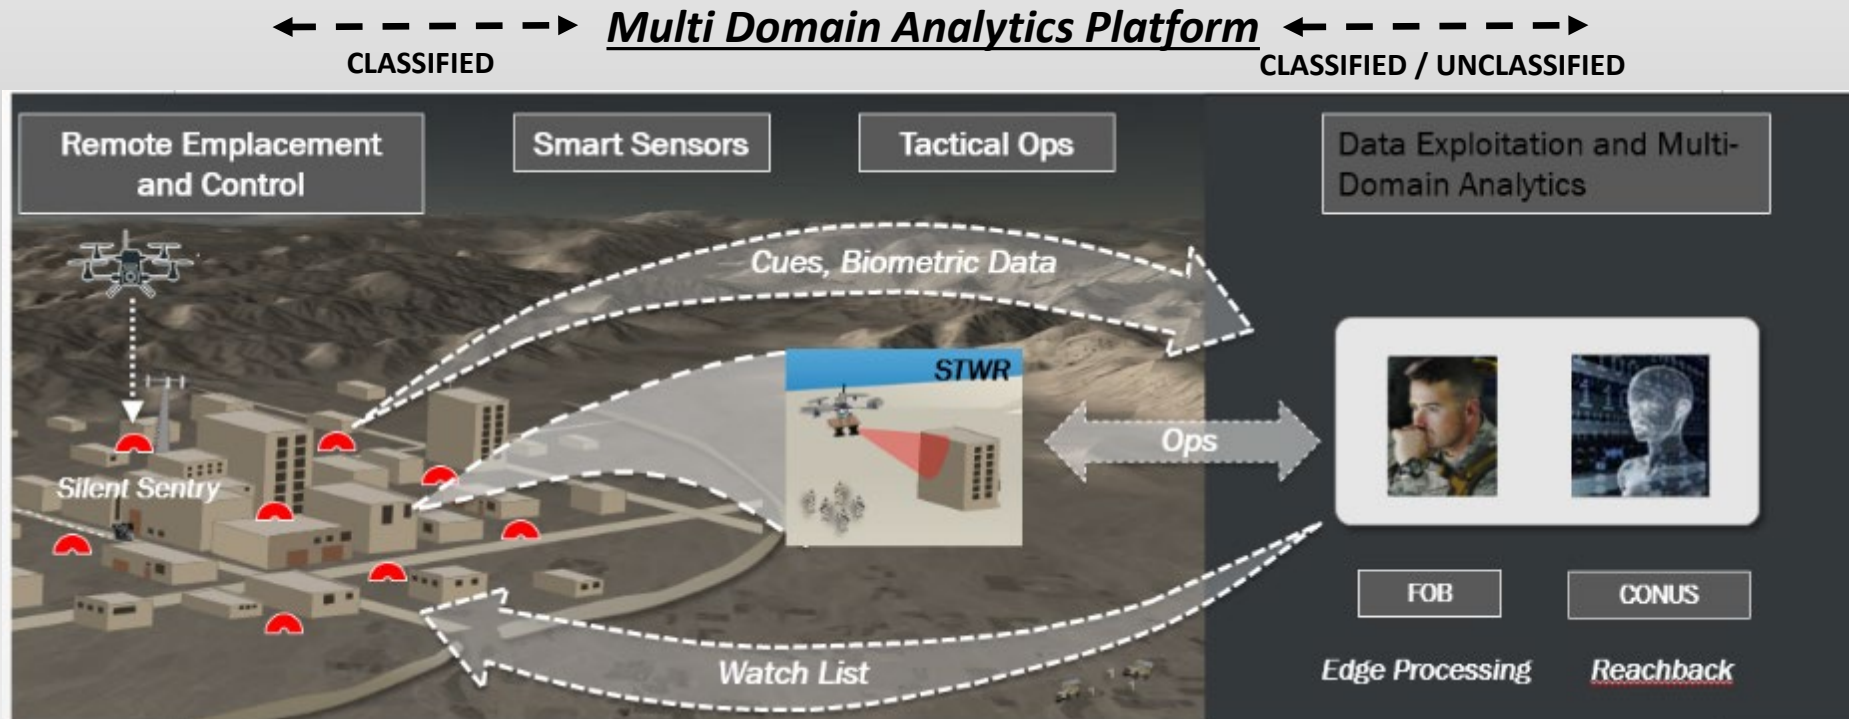 Multi Domain Analytics Platform
CLASSIFIED
CLASSIFIED / UNCLASSIFIED
Remote Emplacement
and Control
Smart Sensors
Tactical Ops
Data Exploitation and Multi-
Domain Analytics
Cues, Biometric Data
STWR
Ops
Silent Sentry
FOB
CONUS
Watch List
Edge Processing
Reachback